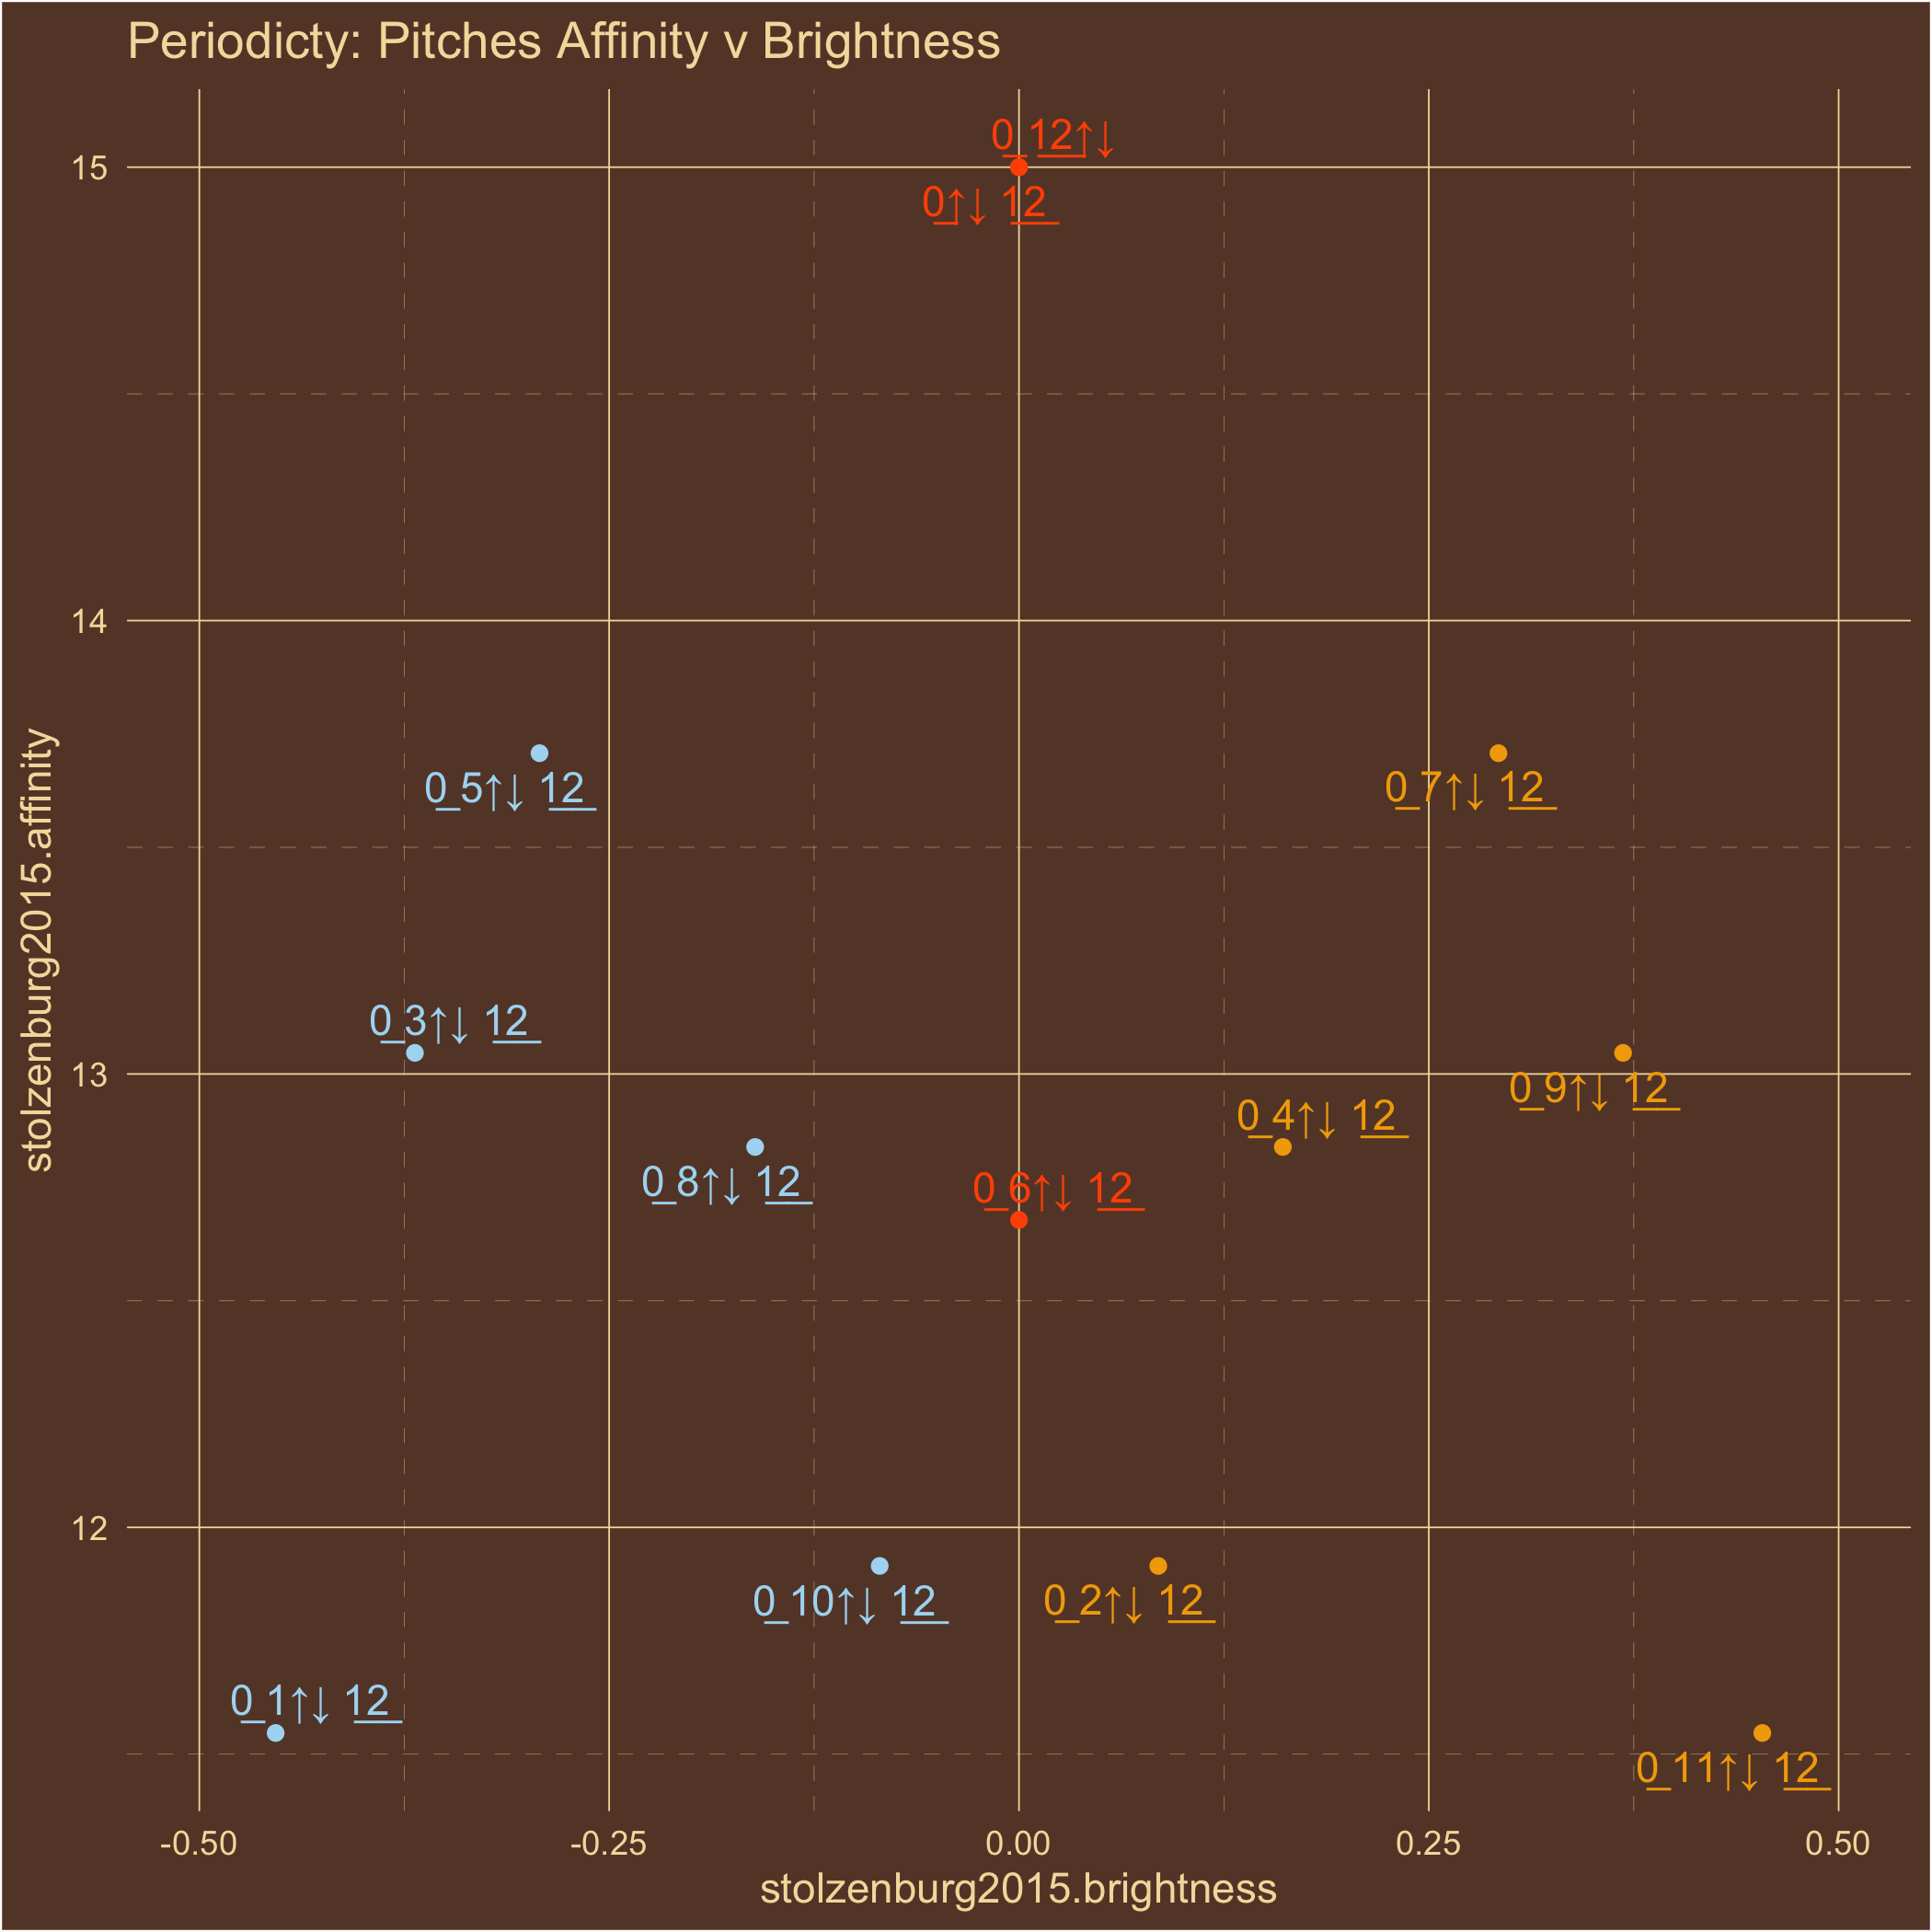 Periodicty: Pitches Affinity v Brightness
0 12↑↓
15
0↑↓ 12
14
0 5↑↓ 12
0 7↑↓ 12
stolzenburg2015.affinity
0 3↑↓ 12
13
0 9↑↓ 12
0 4↑↓ 12
0 8↑↓ 12
0 6↑↓ 12
12
0 10↑↓ 12
0 2↑↓ 12
0 1↑↓ 12
0 11↑↓ 12
-0.50 -0.25 0.00 0.25 0.50
stolzenburg2015.brightness